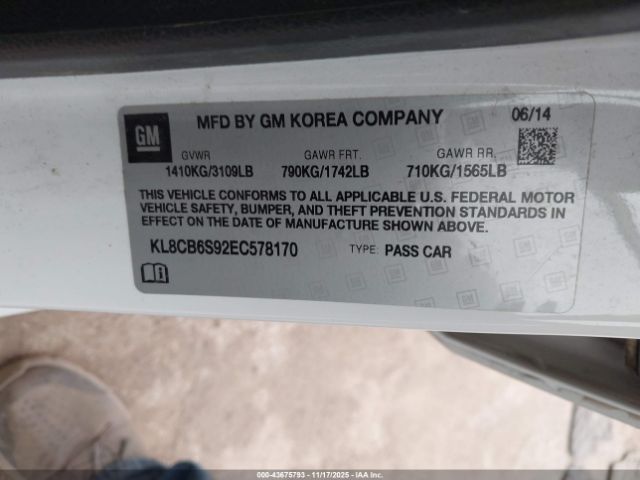 GM
MFD BY GM KOREA COMPANY 06/14
GVWR GAWR FRT. GAWR RR.
1410KG/3109LB 790KG/1742LB 710KG/1565LB
THIS VEHICLE CONFORMS TO ALL APPLICABLE U.S. FEDERAL MOTOR
VEHICLE SAFETY, BUMPER, AND THEFT PREVENTION STANDARDS IN
EFFECT ON THE DATE OF MANUFACTURE SHOWN ABOVE.
KL8CB6S92EC578170 TYPE: PASS CAR
000-43675793 - 11/17/2025 - IAA Inc.